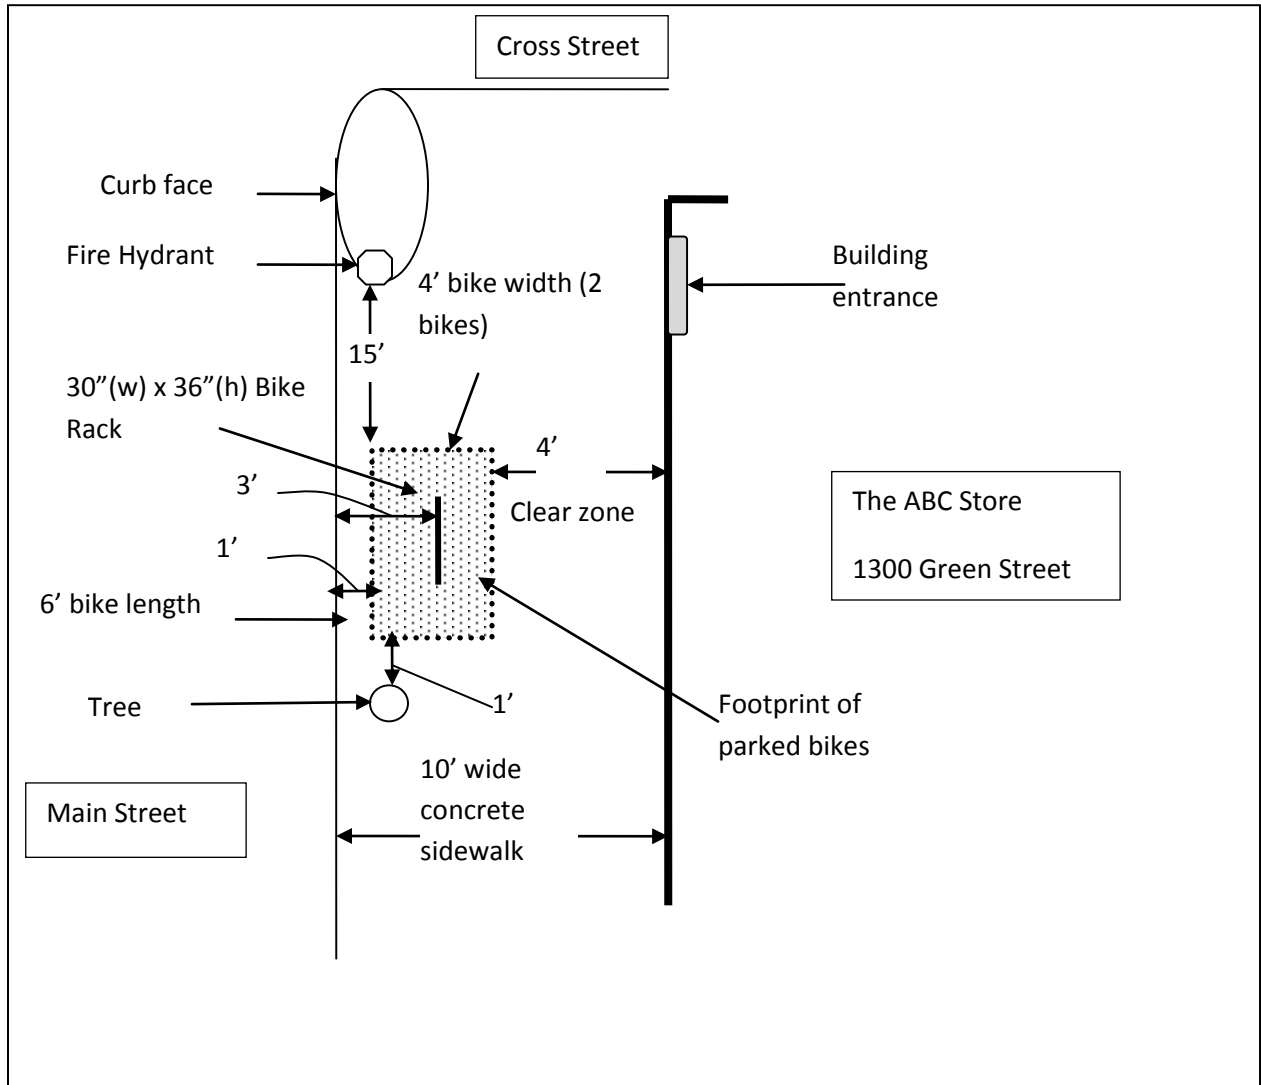 Cross Street
Curb face
Fire Hydrant
Building
entrance
4’ bike width (2
bikes)
15’
30”(w) x 36”(h) Bike
Rack
4’
3’
Clear zone
The ABC Store
1300 Green Street
1’
6’ bike length
Tree
1’
Footprint of
parked bikes
10’ wide
concrete
sidewalk
Main Street